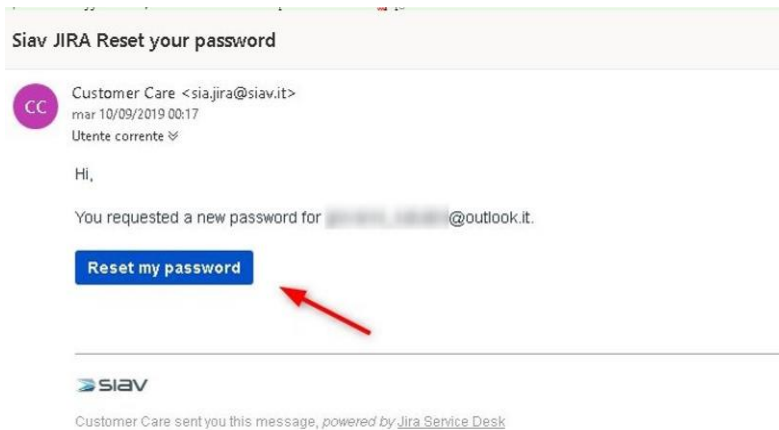 Siav JIRA Reset your password
CC
Customer Care <sia.jira@siav.it>
mar 10/09/2019 00:17
Utente corrente
Hi,
You requested a new password for @outlook.it.
Reset my password
SIAV
Customer Care sent you this message, powered by Jira Service Desk